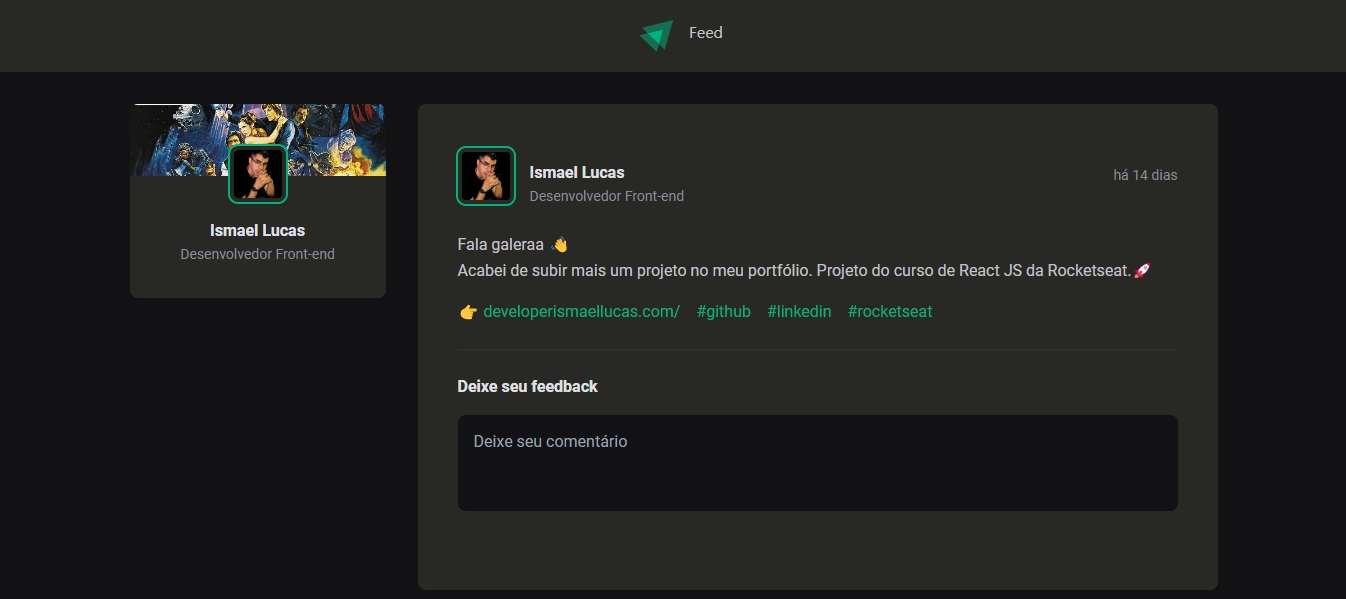 Feed
Ismael Lucas
Desenvolvedor Front-end
Ismael Lucas
Desenvolvedor Front-end
há 14 dias
Fala galeraa 👋
Acabei de subir mais um projeto no meu portfólio. Projeto do curso de React JS da Rocketseat.🚀
👉 developerismaellucas.com/ #github #linkedin #rocketseat
Deixe seu feedback
Deixe seu comentário